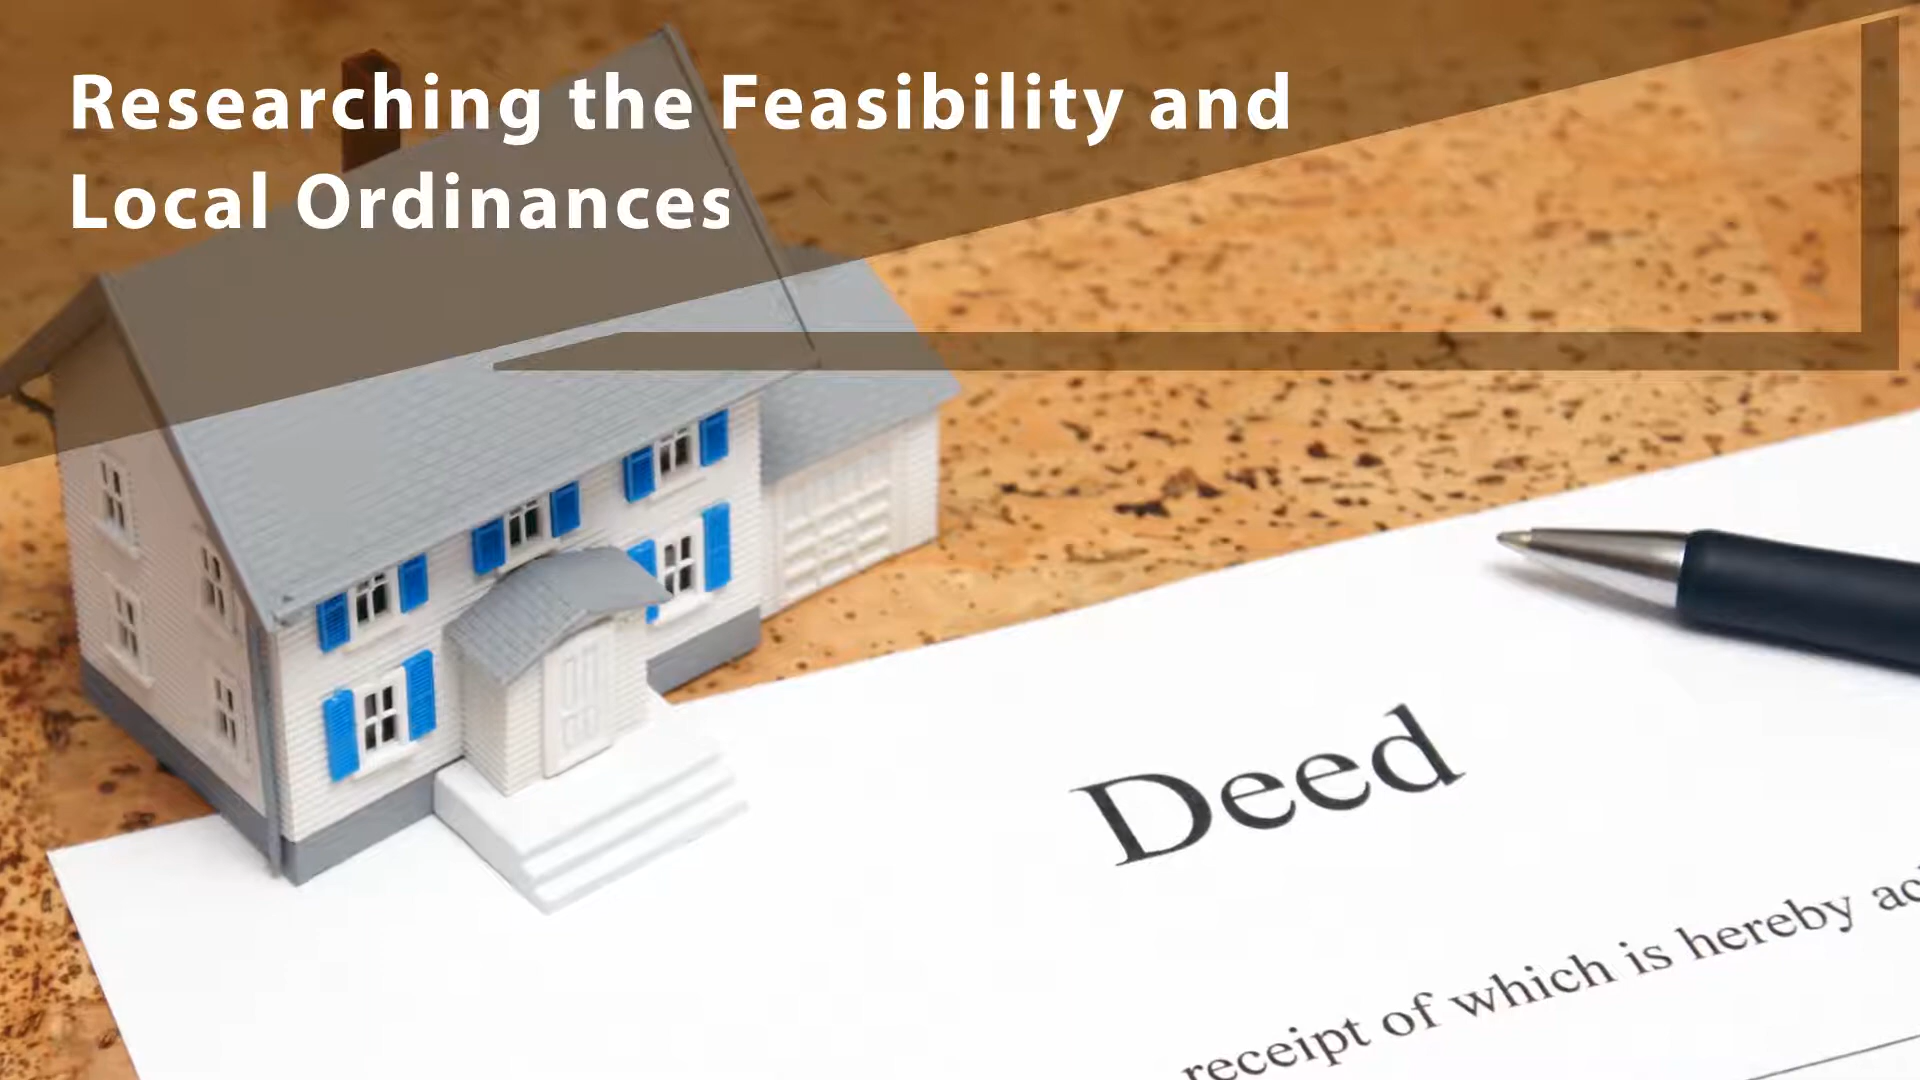 Researching the Feasibility and
Local Ordinances
Deed
receipt of which is hereby